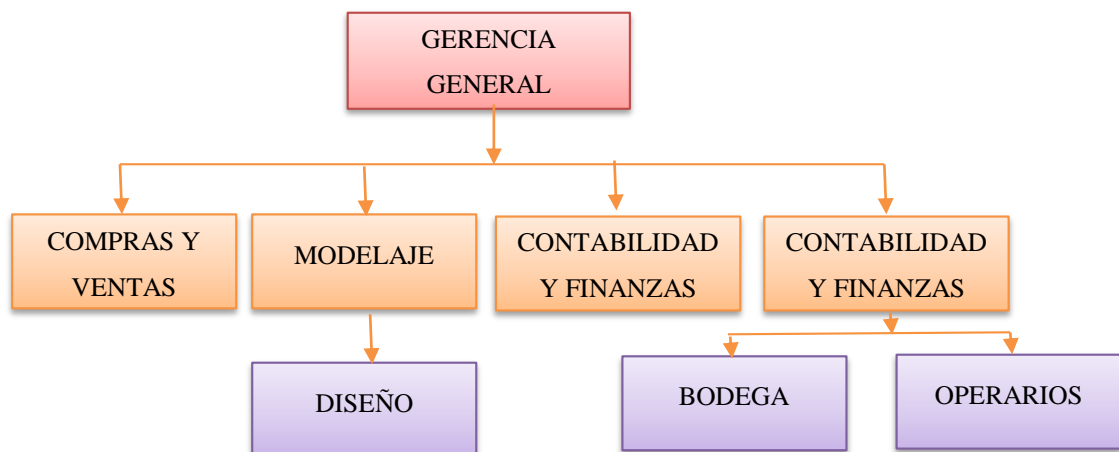 GERENCIA
GENERAL
COMPRAS Y
VENTAS
MODELAJE
CONTABILIDAD
Y FINANZAS
CONTABILIDAD
Y FINANZAS
DISEÑO
BODEGA
OPERARIOS